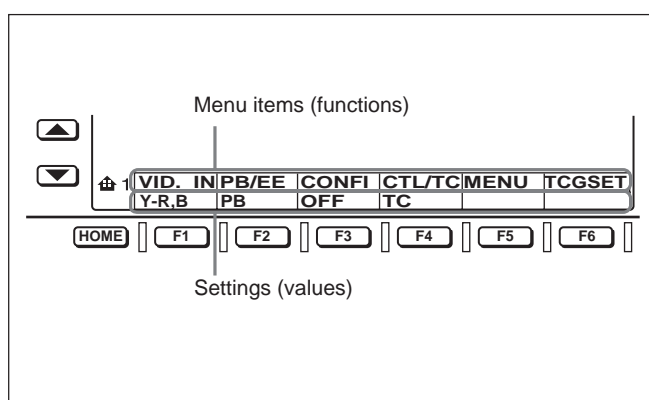 Menu items (functions)
1 VID. IN PB/EE CONFI CTL/TC MENU TCGSET
Y-R,B PB OFF TC
HOME F1 F2 F3 F4 F5 F6
Settings (values)